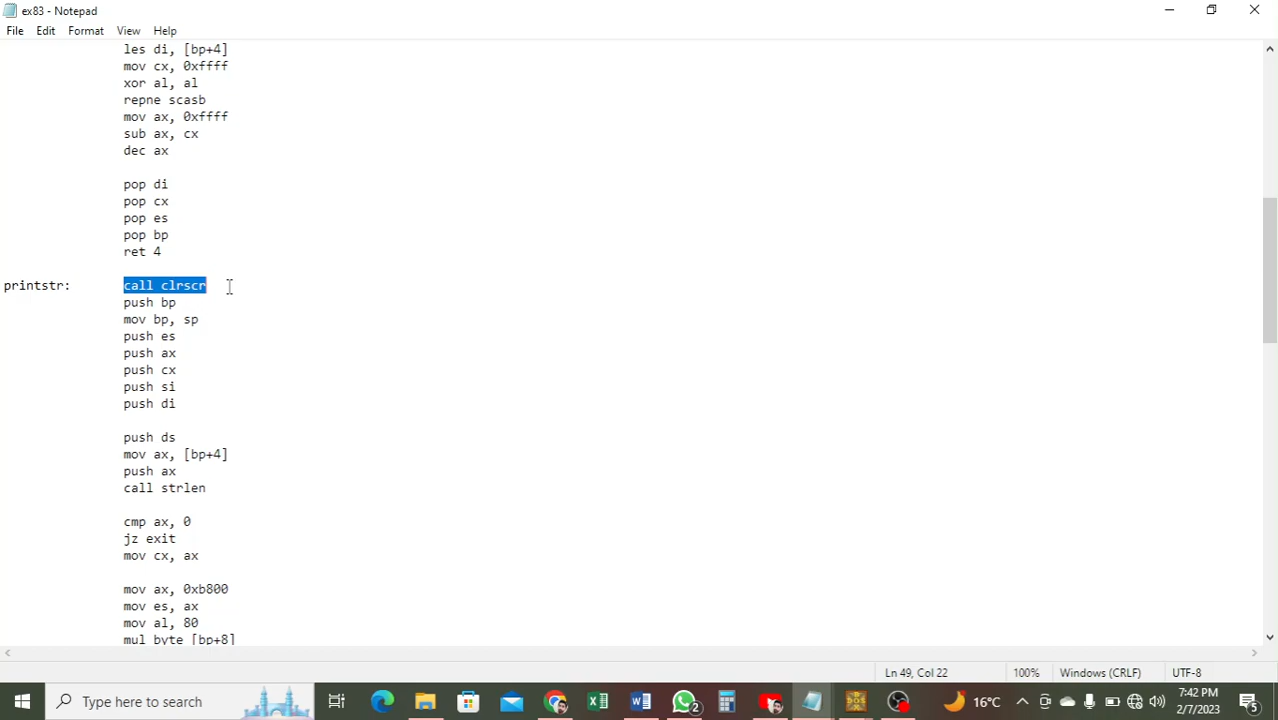 ex83 - Notepad
File Edit Format View Help
les di, [bp+4]
mov cx, 0xffff
xor al, al
repne scasb
mov ax, 0xffff
sub ax, cx
dec ax
pop di
pop cx
pop es
pop bp
ret 4
printstr: call clrscr
push bp
mov bp, sp
push es
push ax
push cx
push si
push di
push ds
mov ax, [bp+4]
push ax
call strlen
cmp ax, 0
jz exit
mov cx, ax
mov ax, 0xb800
mov es, ax
mov al, 80
mul byte [bp+8]
Ln 49, Col 22 100% Windows (CRLF) UTF-8
Type here to search 2 DOS 16°C 7:42 PM
2/7/2023 5